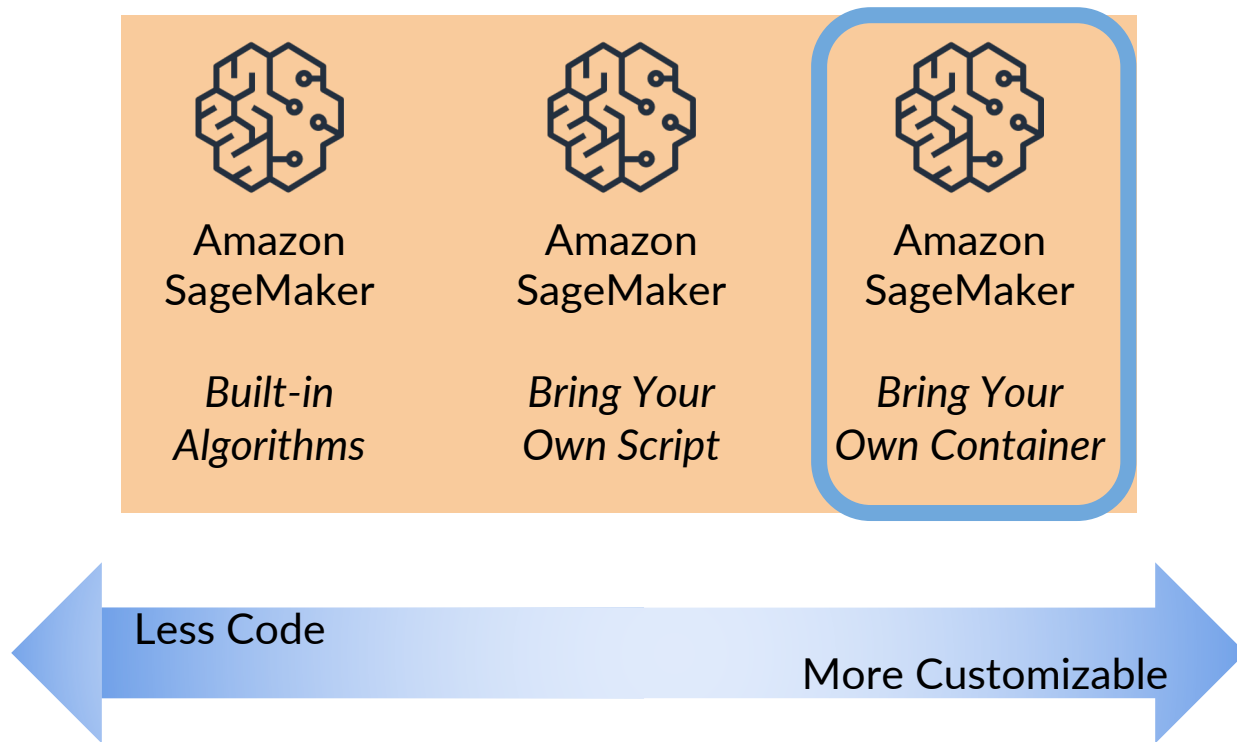 Amazon
SageMaker
Built-in
Algorithms
Amazon
SageMaker
Bring Your
Own Script
Amazon
SageMaker
Bring Your
Own Container
Less Code
More Customizable